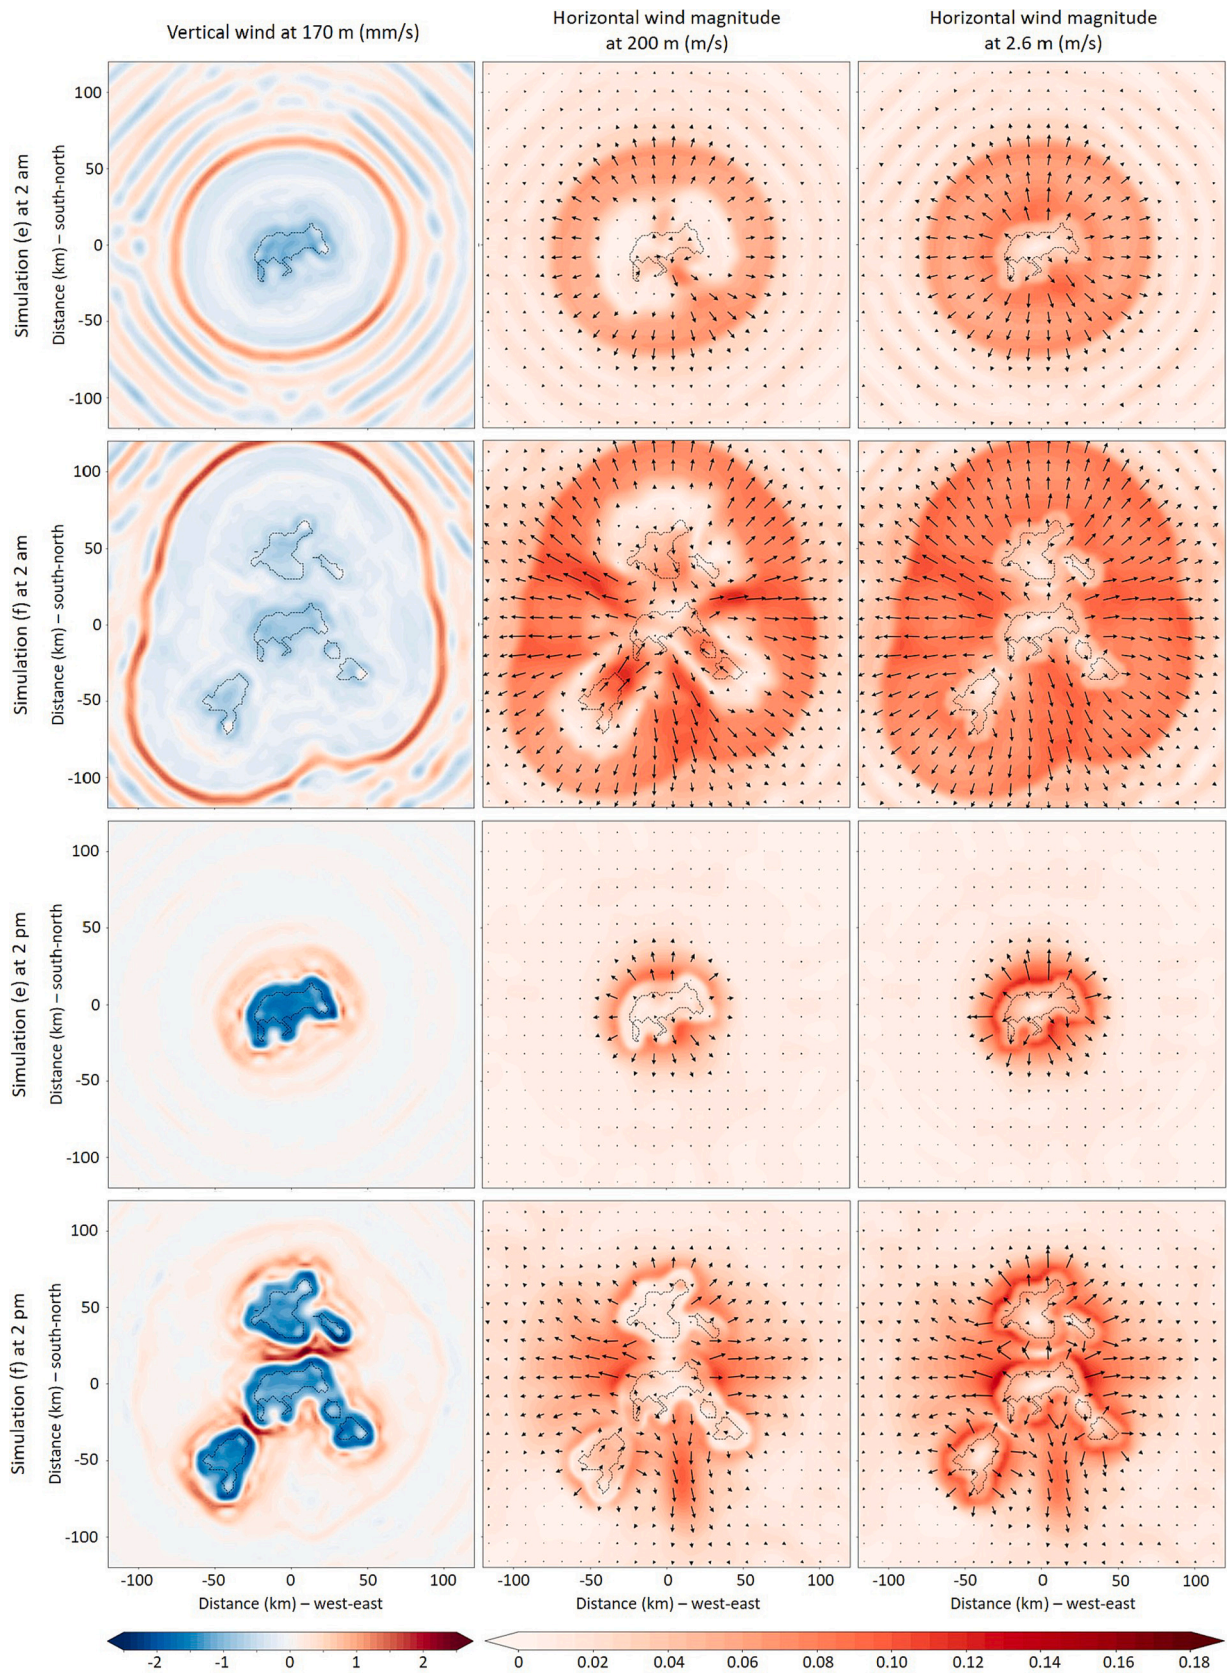 Vertical wind at 170 m (mm/s)
Horizontal wind magnitude
at 200 m (m/s)
Horizontal wind magnitude
at 2.6 m (m/s)
Simulation (e) at 2 am
Distance (km) – south-north
100
50
0
-50
-100
Simulation (f) at 2 am
Distance (km) – south-north
100
50
0
-50
-100
Simulation (e) at 2 pm
Distance (km) – south-north
100
50
0
-50
-100
Simulation (f) at 2 pm
Distance (km) – south-north
100
50
0
-50
-100
-100 -50 0 50 100
-100 -50 0 50 100
-100 -50 0 50 100
Distance (km) – west-east
Distance (km) – west-east
Distance (km) – west-east
-2 -1 0 1 2
0 0.02 0.04 0.06 0.08 0.10 0.12 0.14 0.16 0.18